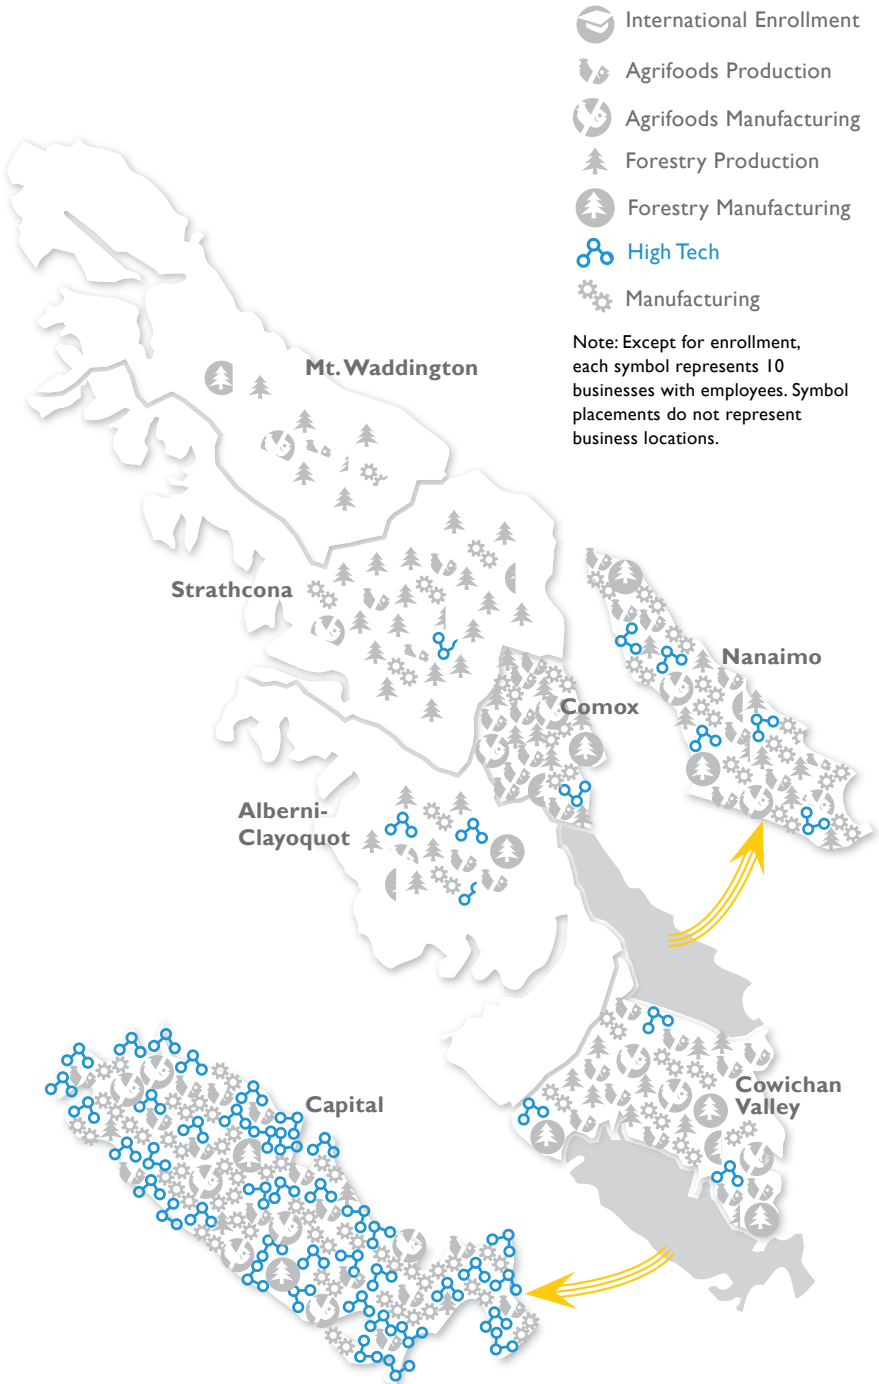 International Enrollment
Agrifoods Production
Agrifoods Manufacturing
Forestry Production
Forestry Manufacturing
High Tech
Manufacturing
Note: Except for enrollment,
each symbol represents 10
businesses with employees. Symbol
placements do not represent
business locations.
Mt. Waddington
Strathcona
Nanaimo
Comox
Alberni-
Clayoquot
Capital
Cowichan
Valley